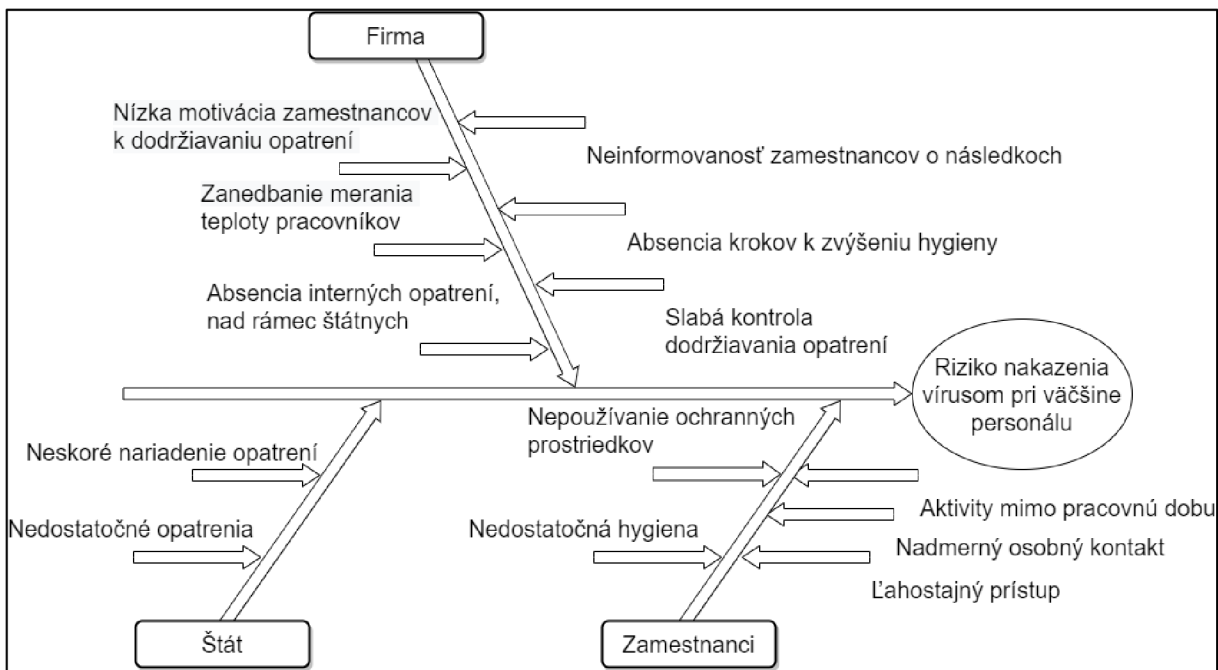 Firma
Nízka motivácia zamestnancov
k dodržiavaniu opatrení
Neinformovanosť zamestnancov o následkoch
Zanedbanie merania
teploty pracovníkov
Absencia krokov k zvýšeniu hygieny
Absencia interných opatrení,
nad rámec štátnych
Slabá kontrola
dodržiavania opatrení
Riziko nakazenia
vírusom pri väčšine
personálu
Nepoužívanie ochranných
prostriedkov
Neskoré nariadenie opatrení
Aktivity mimo pracovnú dobu
Nedostatočné opatrenia
Nedostatočná hygiena
Nadmerný osobný kontakt
Ľahostajný prístup
Štát
Zamestnanci